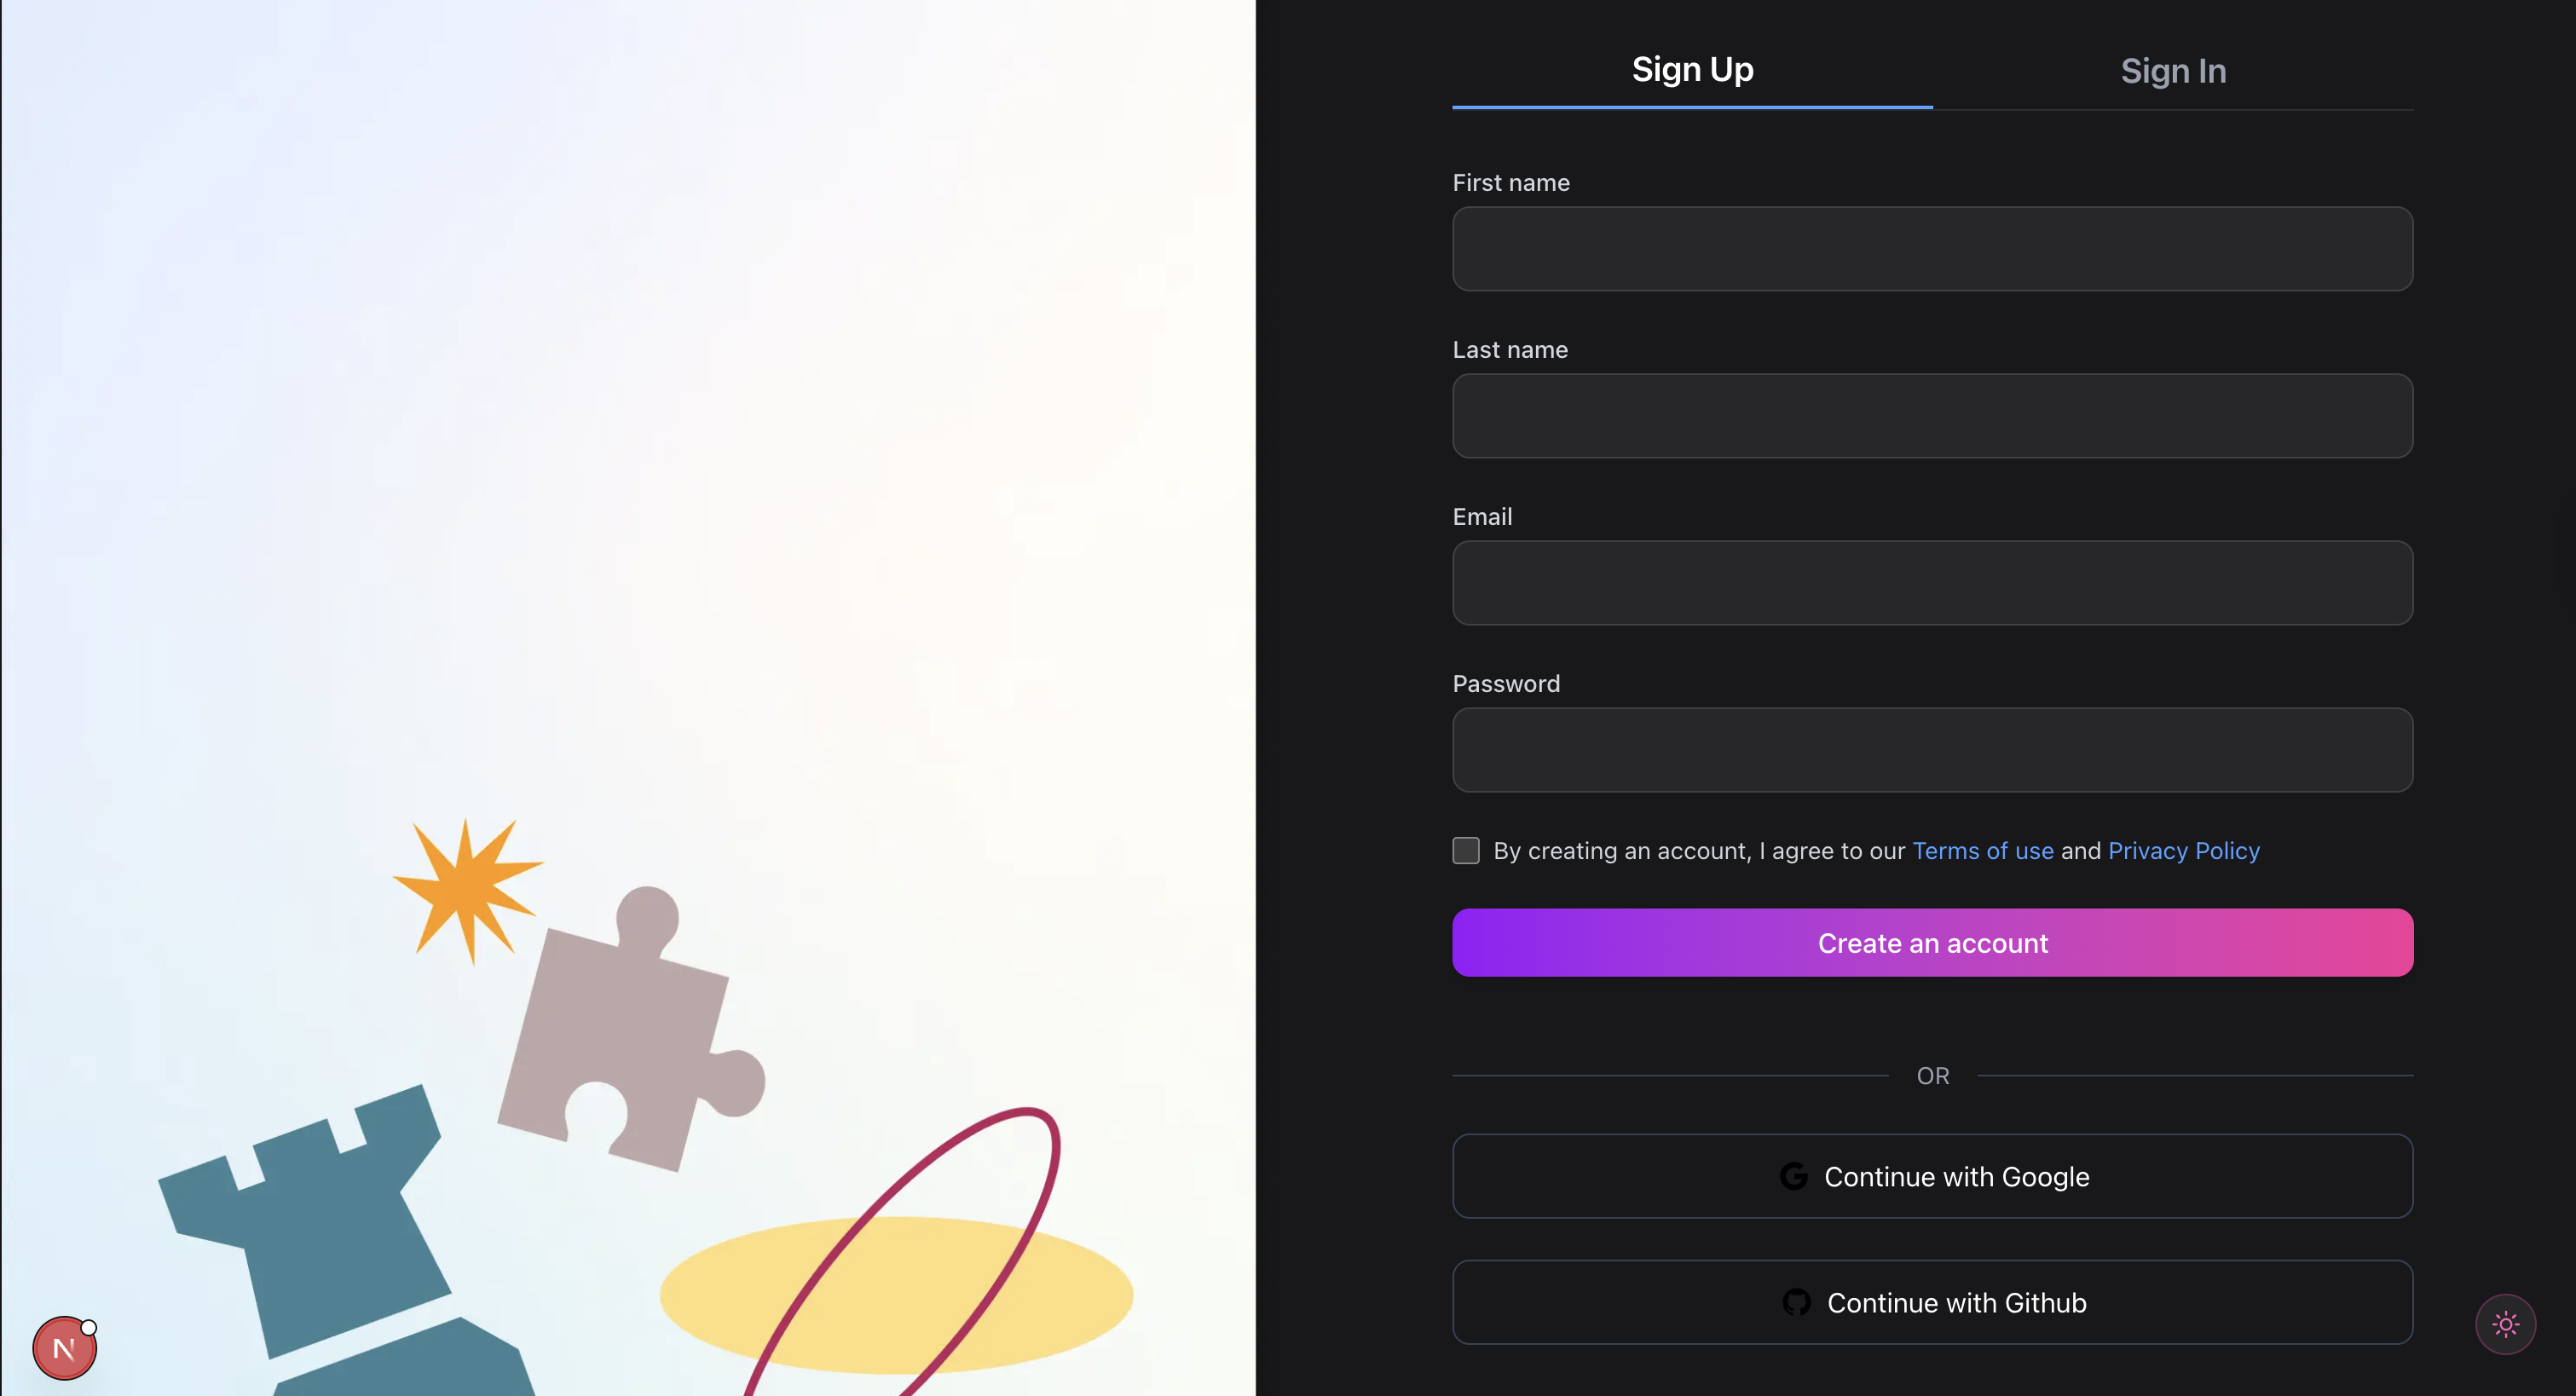 Sign Up
Sign In
First name
Last name
Email
Password
By creating an account, I agree to our Terms of use and Privacy Policy
Create an account
OR
Continue with Google
Continue with Github
N